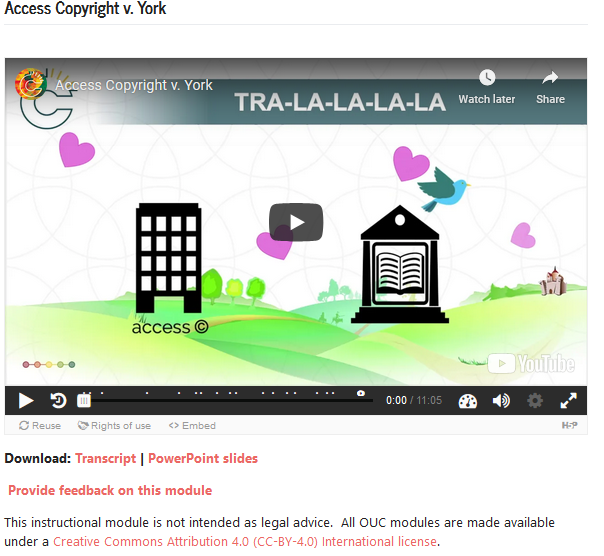 Access Copyright v. York
Access Copyright v. York
TRA-LA-LA-LA-LA
Watch later
Share
access ©
YouTube
0:00 / 11:05
Reuse Rights of use <> Embed H-P
Download: Transcript | PowerPoint slides
Provide feedback on this module
This instructional module is not intended as legal advice. All OUC modules are made available
under a Creative Commons Attribution 4.0 (CC-BY-4.0) International license.